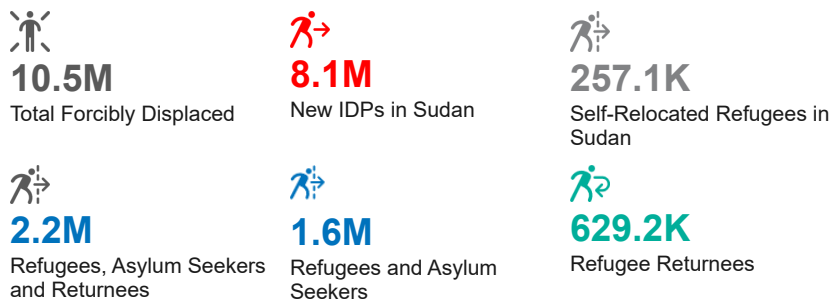 10.5M
Total Forcibly Displaced
8.1M
New IDPs in Sudan
257.1K
Self-Relocated Refugees in
Sudan
2.2M
Refugees, Asylum Seekers
and Returnees
1.6M
Refugees and Asylum
Seekers
629.2K
Refugee Returnees